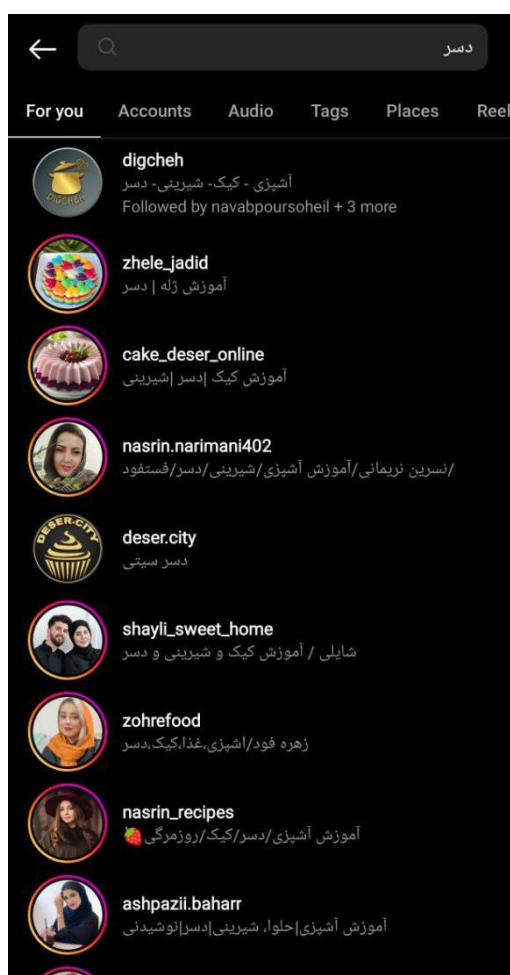 دسر
For you Accounts Audio Tags Places Reel
digcheh
آشپزی - کیک- شیرینی- دسر
Followed by navabpoursoheil + 3 more
DIGCHEH
zhele_jadid
آموزش ژله | دسر
cake_deser_online
آموزش کیک |دسر |شیرینی
nasrin.narimani402
نسرین نریمانی/آموزش آشپزی/شیرینی/دسر/فستفود/
DESER.CITY
deser.city
دسر سیتی
shayli_sweet_home
شایلی / آموزش کیک و شیرینی و دسر
zohrefood
زهره فود/اشپزی،غذا،کیک،دسر
nasrin_recipes
آموزش آشپزی/دسر/کیک/روزمرگی🍓
ashpazii.baharr
آموزش آشپزی|حلوا، شیرینی|دسر|نوشیدنی